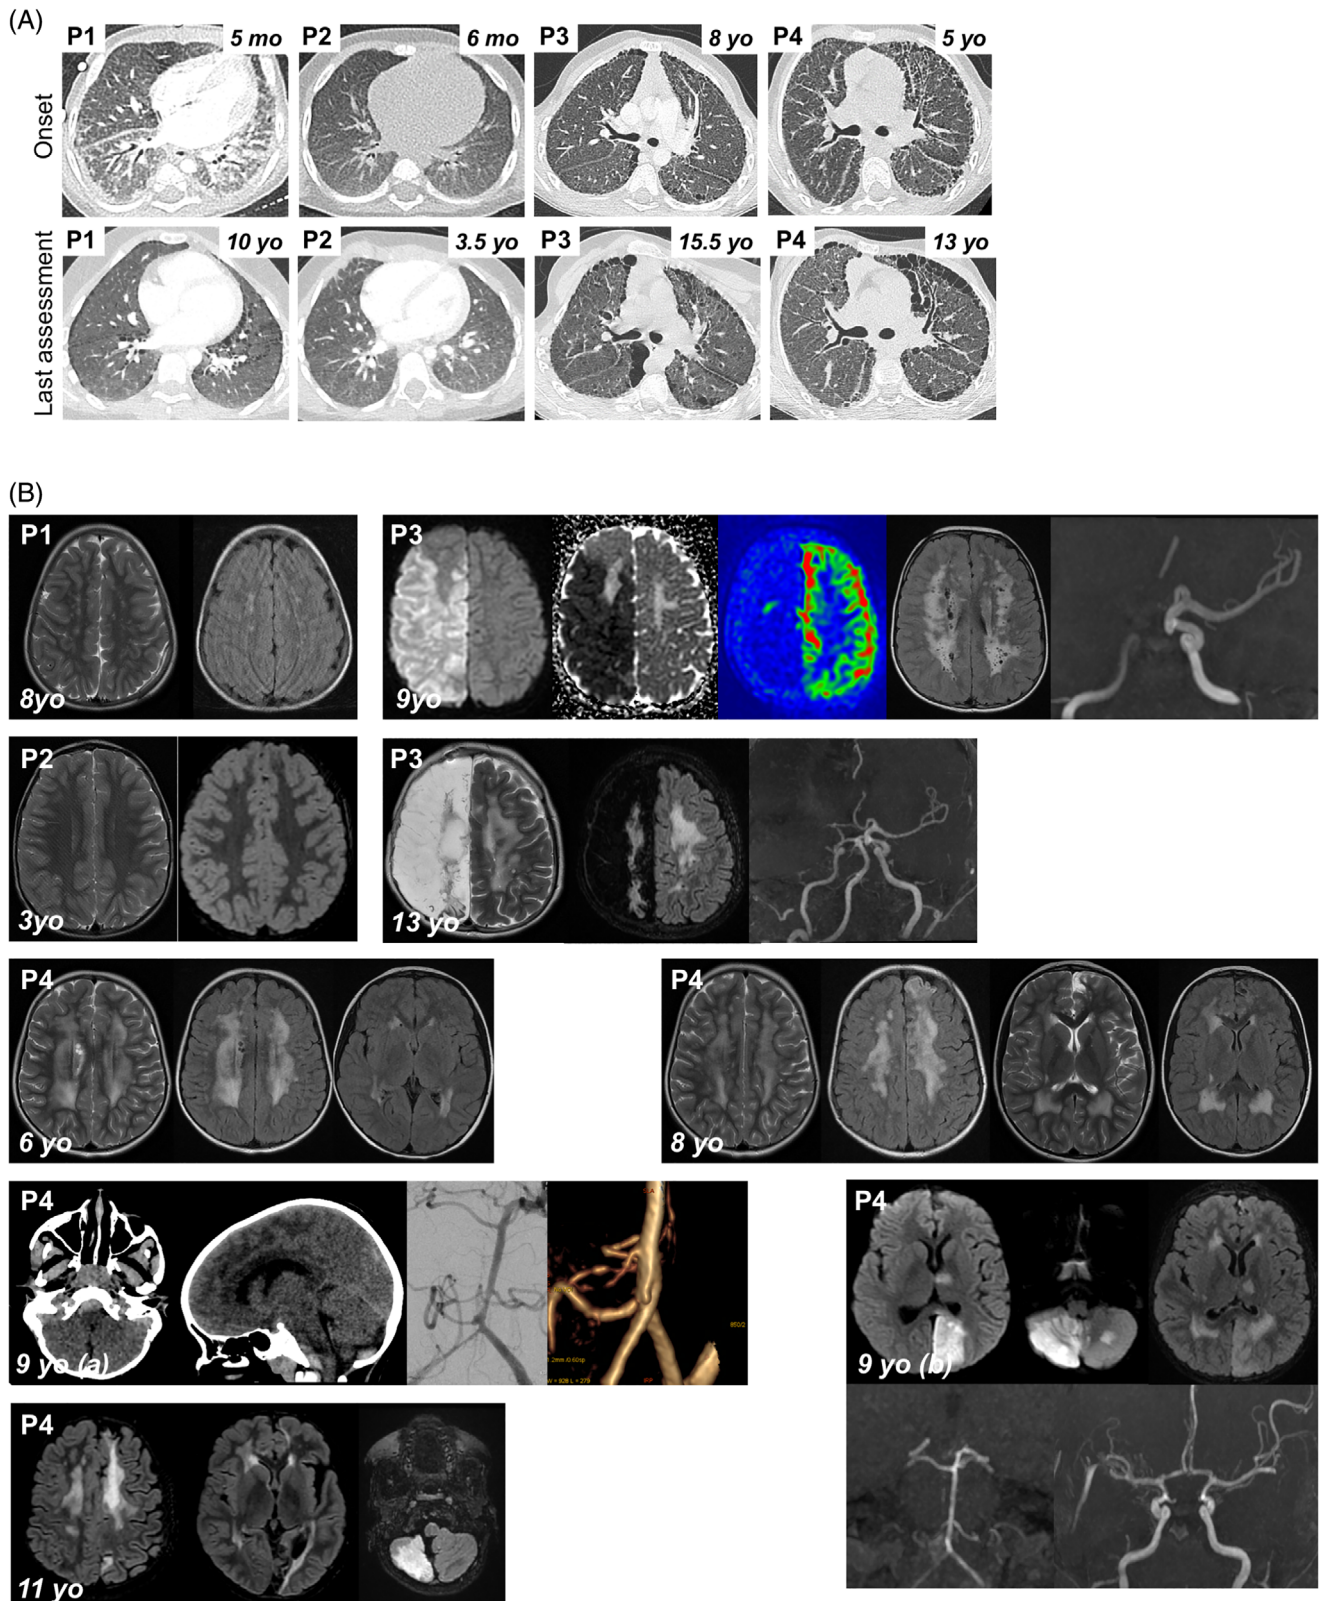 (A)
Onset
P1 5 mo
P2 6 mo
P3 8 yo
P4 5 yo
Last assessment
P1 10 yo
P2 3.5 yo
P3 15.5 yo
P4 13 yo
(B)
P1
8yo
P3
9yo
P2
3yo
P3
13 yo
P4
6 yo
P4
8 yo
P4
9 yo (a)
P4
9 yo (b)
P4
11 yo